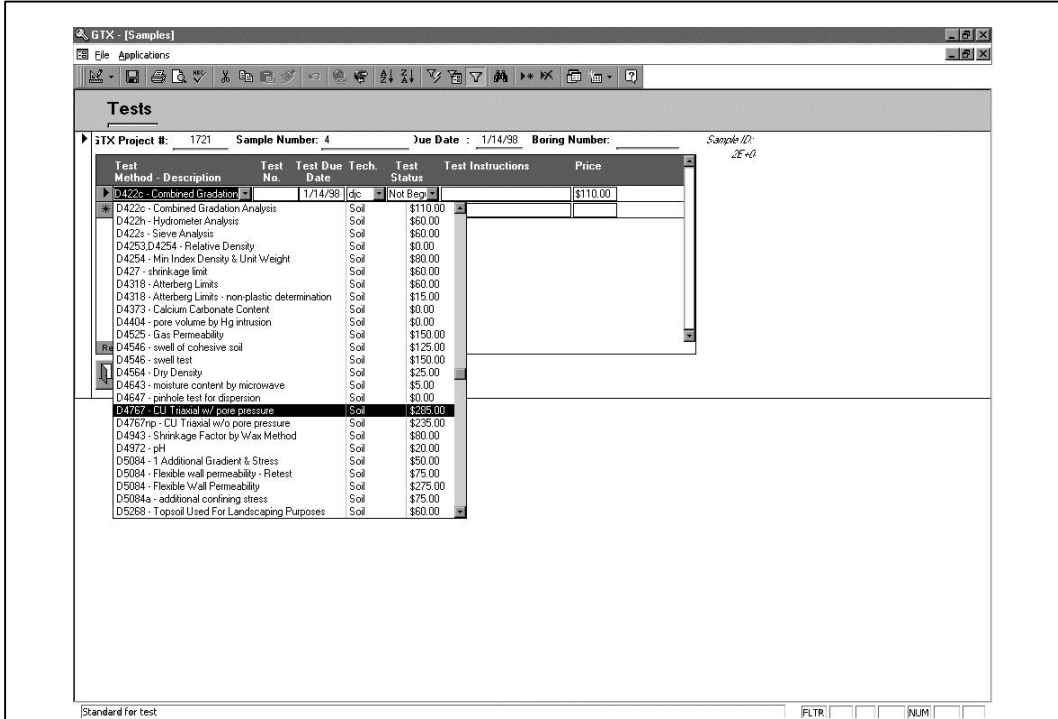 GTX - [Samples]
File Applications
Tests
GTX Project #: 1721 Sample Number: 4 Due Date : 1/14/98 Boring Number: Sample ID:
2E+0
Test Test Test Due Tech. Test Test Instructions Price
Method - Description No. Date Status
D422c - Combined Gradation 1/14/98 djc Not Begi $110.00
D422c - Combined Gradation Analysis Soil $110.00
D422h - Hydrometer Analysis Soil $60.00
D422s - Sieve Analysis Soil $60.00
D4253,D4254 - Relative Density Soil $0.00
D4254 - Min Index Density & Unit Weight Soil $80.00
D427 - shrinkage limit Soil $60.00
D4318 - Atterberg Limits Soil $60.00
D4318 - Atterberg Limits - non-plastic determination Soil $15.00
D4373 - Calcium Carbonate Content Soil $0.00
D4404 - pore volume by Hg intrusion Soil $0.00
D4525 - Gas Permeability Soil $150.00
Re D4546 - swell of cohesive soil Soil $125.00
D4546 - swell test Soil $150.00
D4564 - Dry Density Soil $25.00
D4643 - moisture content by microwave Soil $5.00
D4647 - pinhole test for dispersion Soil $0.00
D4767 - CU Triaxial w/ pore pressure Soil $285.00
D4767np - CU Triaxial w/o pore pressure Soil $235.00
D4943 - Shrinkage Factor by Wax Method Soil $80.00
D4972 - pH Soil $20.00
D5084 - 1 Additional Gradient & Stress Soil $50.00
D5084 - Flexible wall permeability - Retest Soil $75.00
D5084 - Flexible Wall Permeability Soil $275.00
D5084a - additional confining stress Soil $75.00
D5268 - Topsoil Used For Landscaping Purposes Soil $60.00
Standard for test FLTR NUM